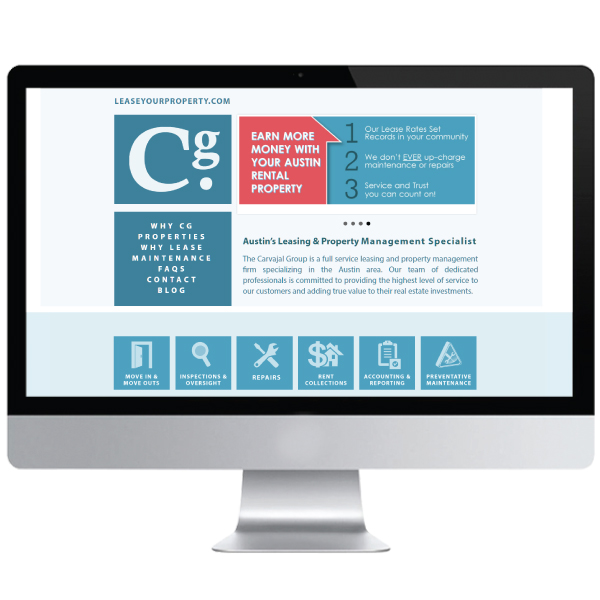 LEASEYOURPROPERTY.COM
Cg.
EARN MORE
MONEY WITH
YOUR AUSTIN
RENTAL
PROPERTY
1 Our Lease Rates Set
Records in your community
2 We don't EVER up-charge
maintenance or repairs
3 Service and Trust
you can count on!
WHY CG
PROPERTIES
WHY LEASE
MAINTENANCE
FAQS
CONTACT
BLOG
Austin's Leasing & Property Management Specialist
The Carvajal Group is a full service leasing and property management
firm specializing in the Austin area. Our team of dedicated
professionals is committed to providing the highest level of service to
our customers and adding true value to their real estate investments.
MOVE IN &
MOVE OUTS
INSPECTIONS &
OVERSIGHT
REPAIRS
$
RENT
COLLECTIONS
ACCOUNTING &
REPORTING
PREVENTATIVE
MAINTENANCE